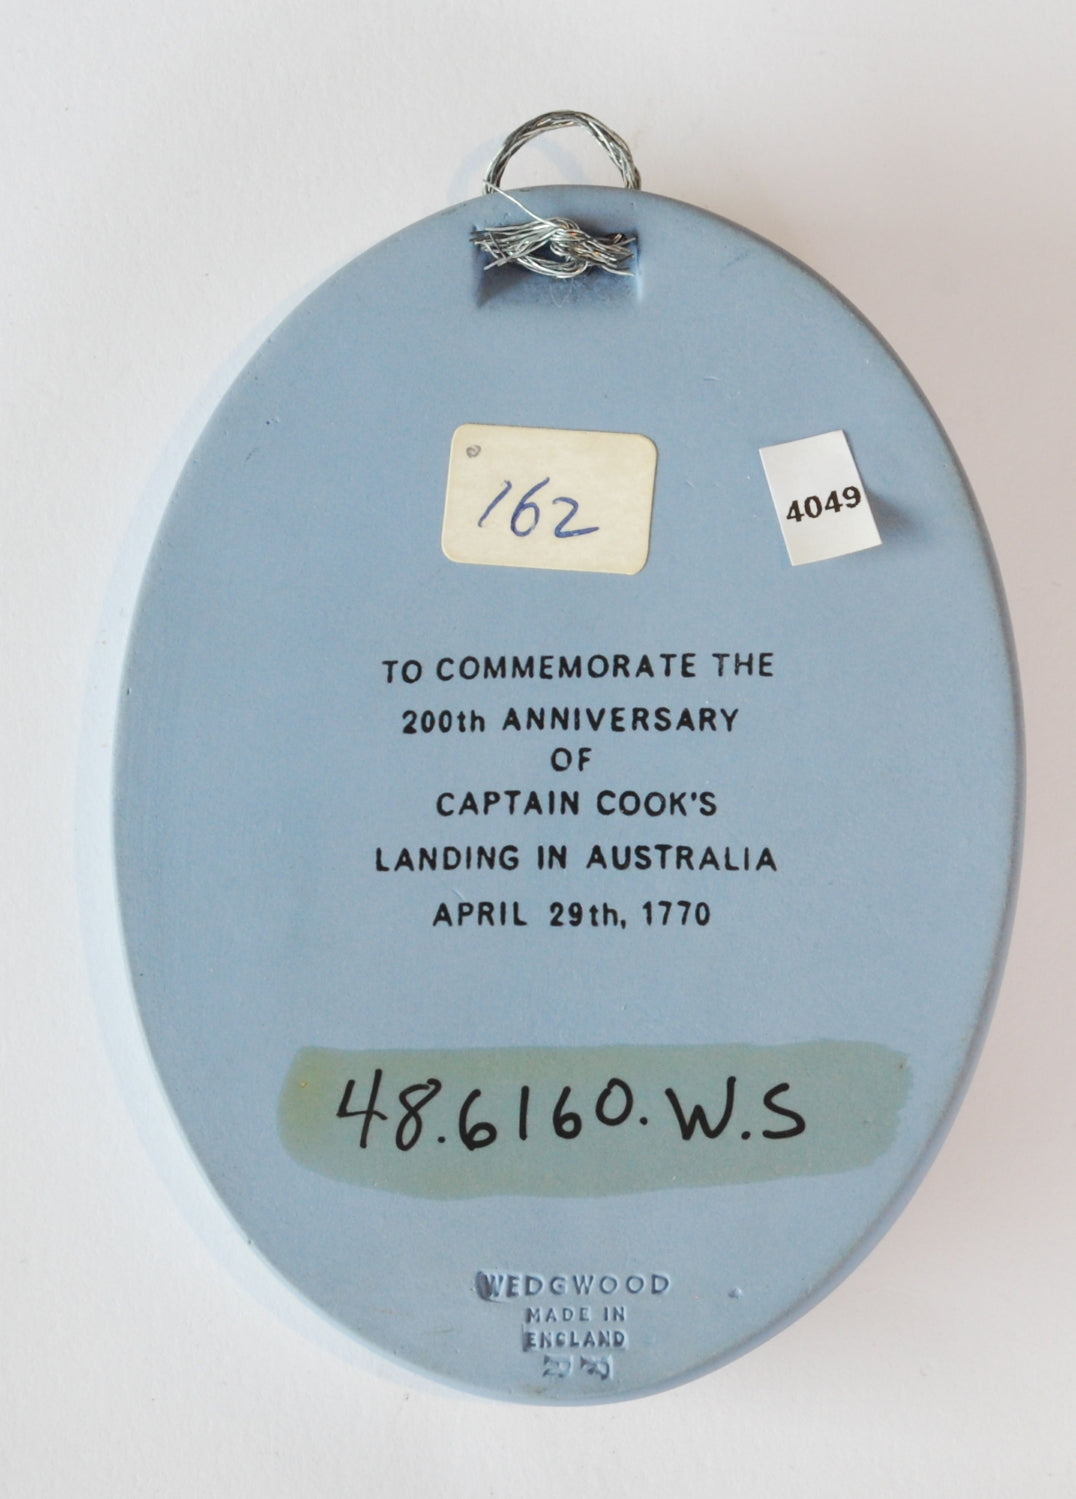 162
4049
TO COMMEMORATE THE
200th ANNIVERSARY
OF
CAPTAIN COOK'S
LANDING IN AUSTRALIA
APRIL 29th, 1770
48.6160.W.S
WEDGWOOD
MADE IN
ENGLAND